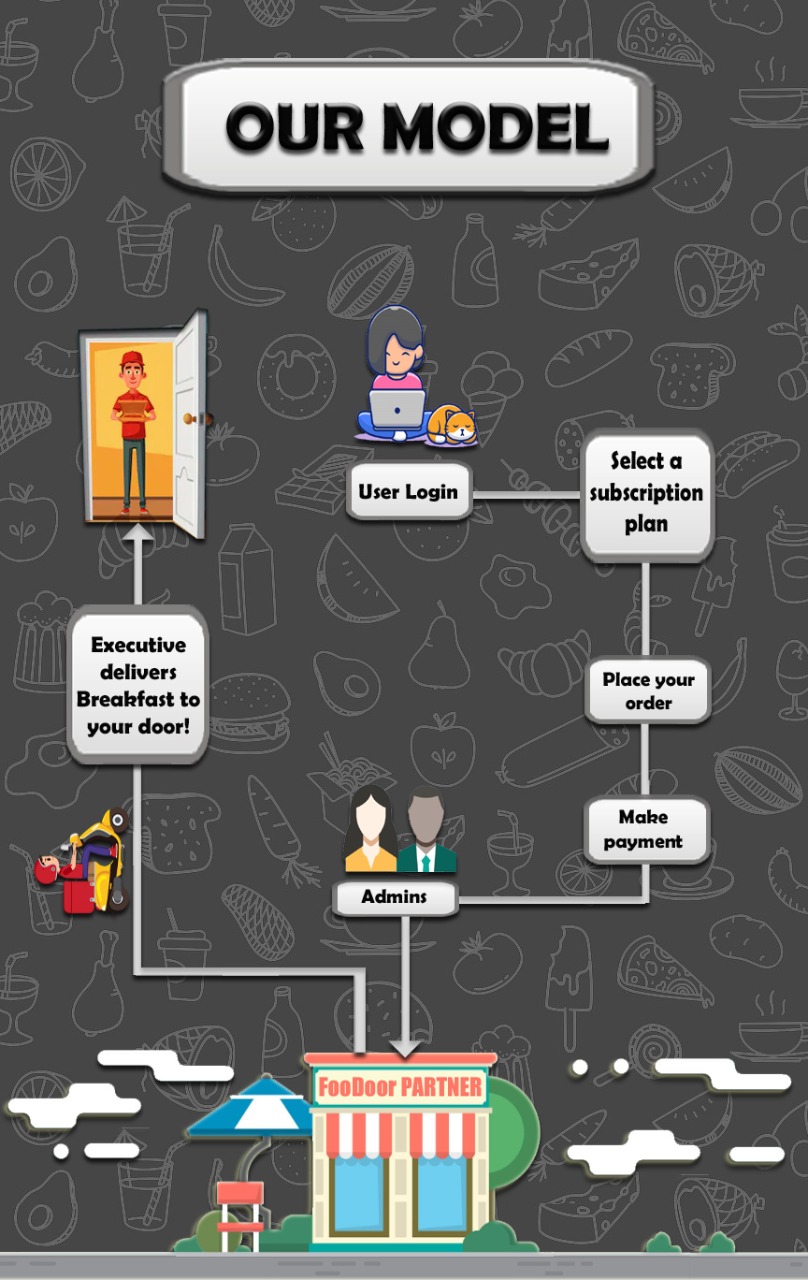 OUR MODEL
User Login
Select a
subscription
plan
Place your
order
Make
payment
Admins
FooDoor PARTNER
Executive
delivers
Breakfast to
your door!